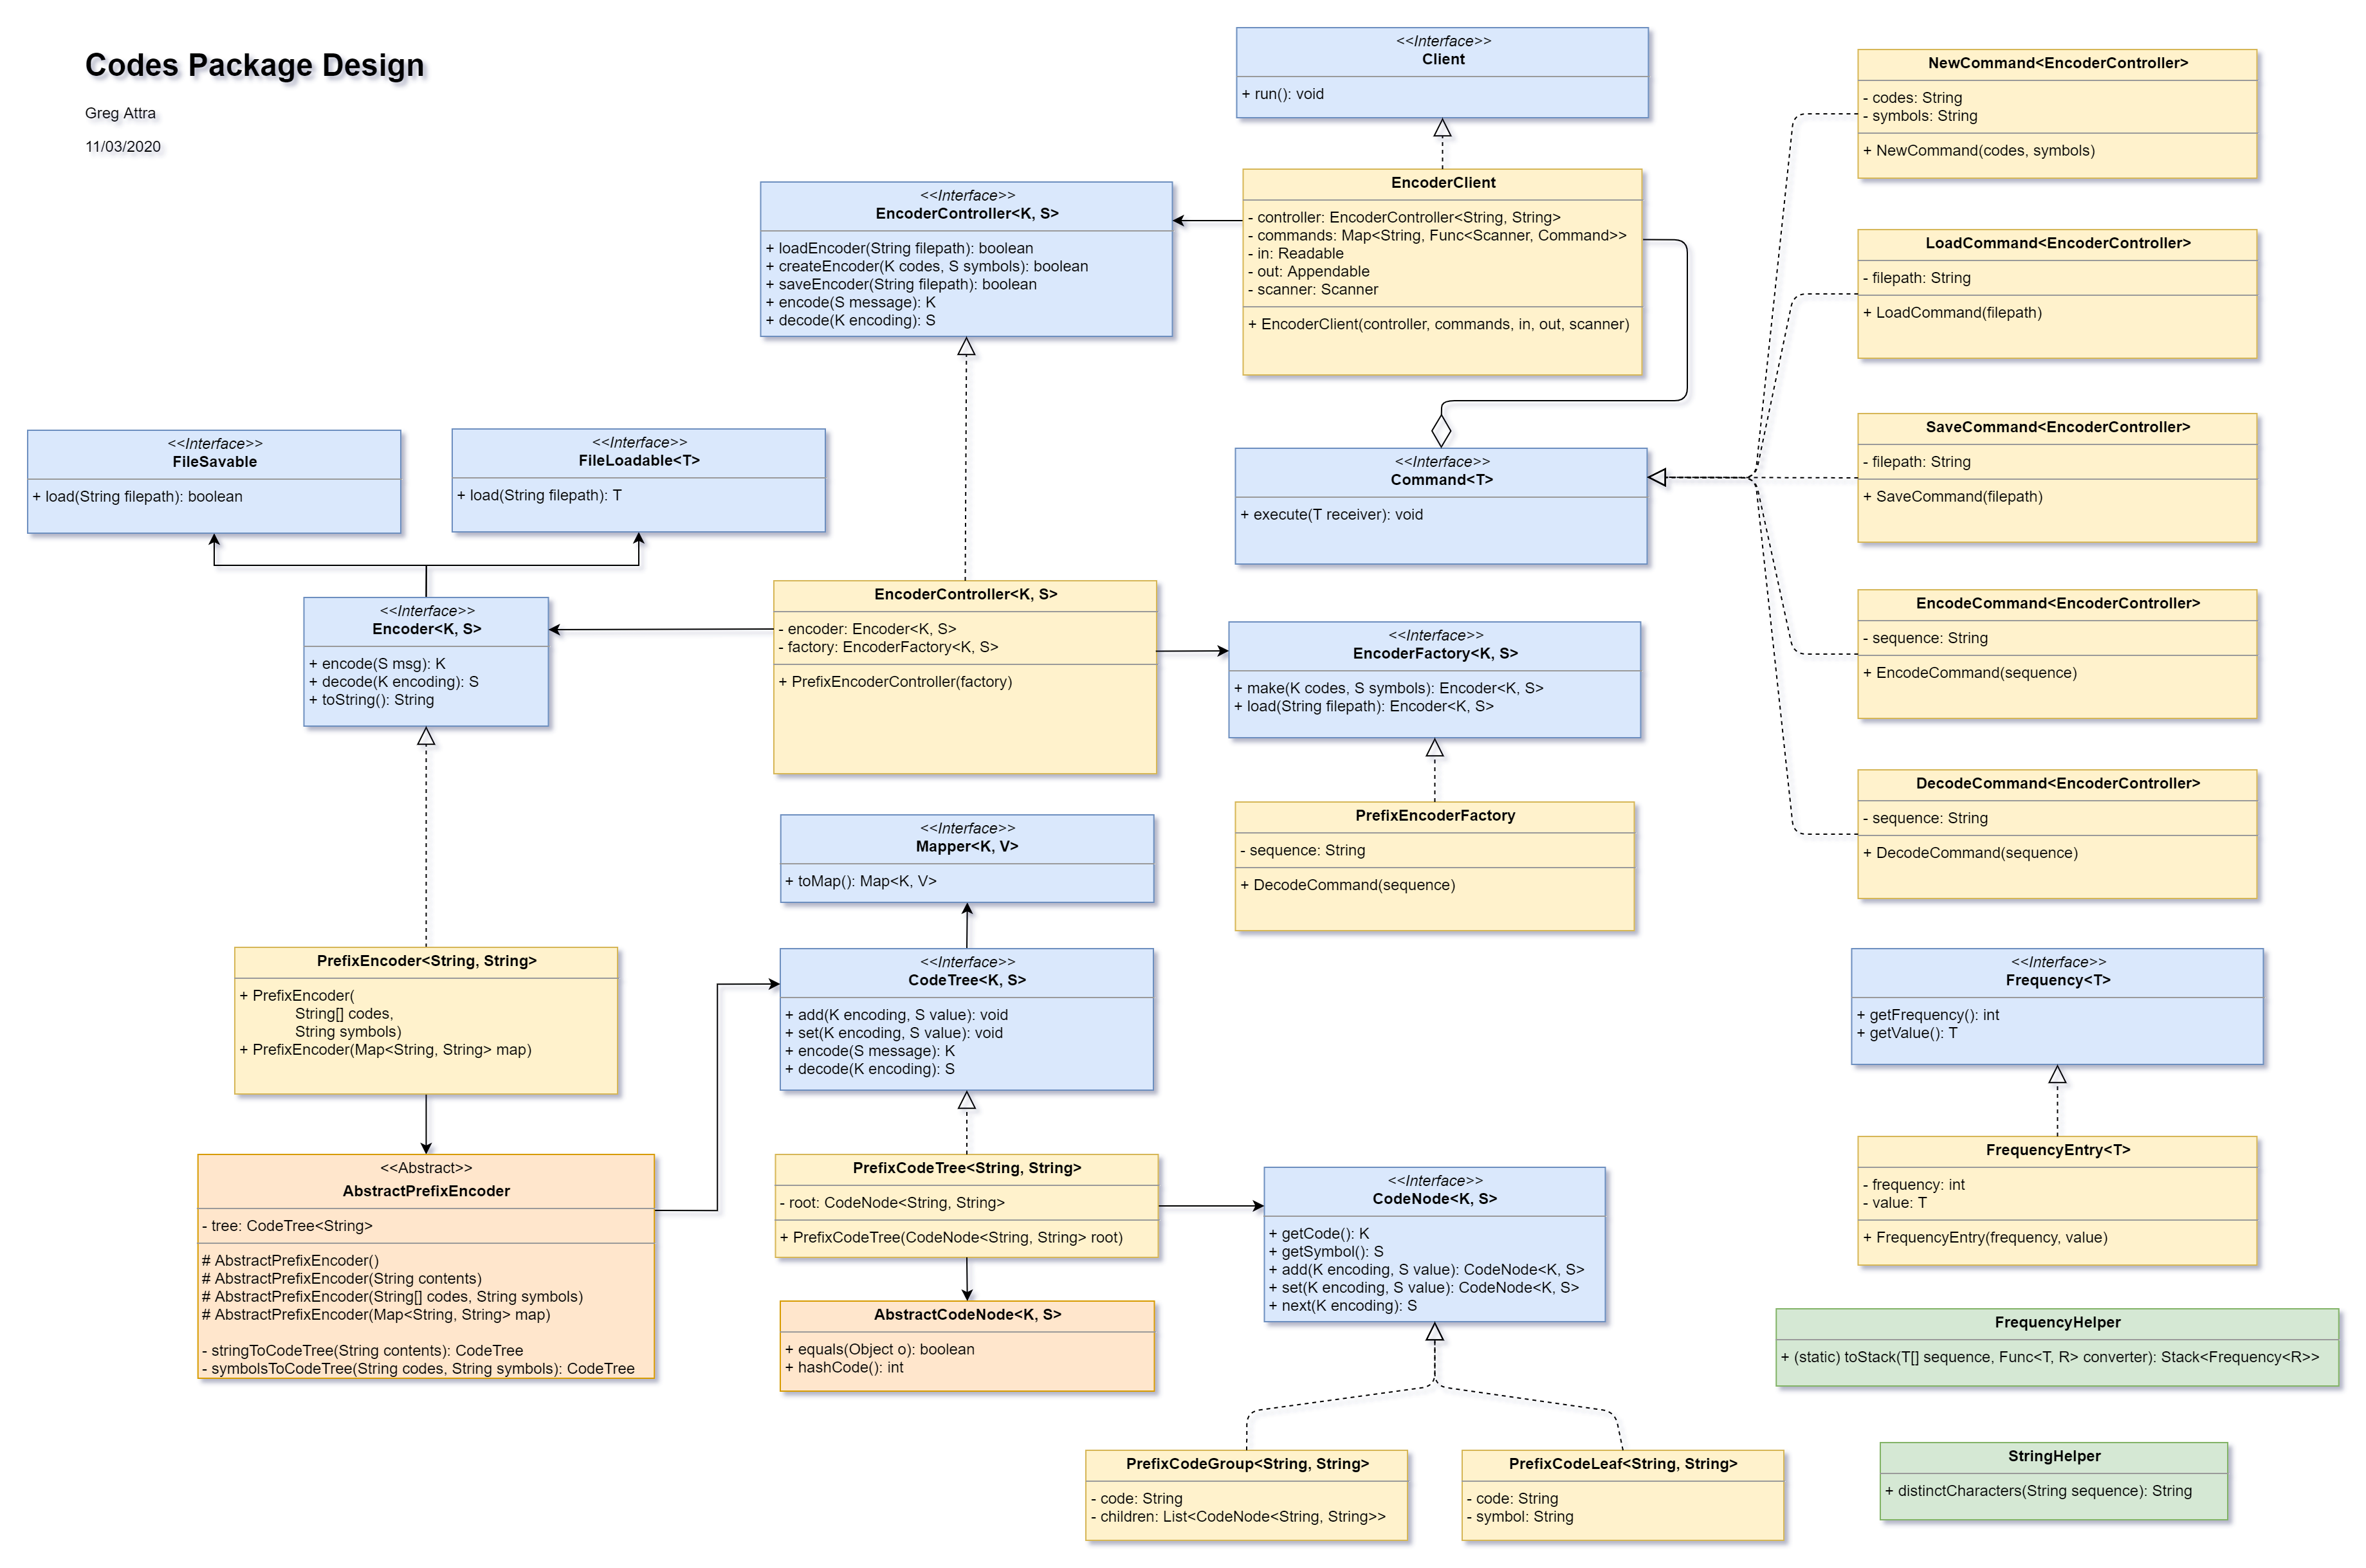 Codes Package Design
Greg Attra
11/03/2020
<<Interface>>
Client
+ run(): void
EncoderClient
- controller: EncoderController<String, String>
- commands: Map<String, Func<Scanner, Command>>
- in: Readable
- out: Appendable
- scanner: Scanner
+ EncoderClient(controller, commands, in, out, scanner)
<<Interface>>
EncoderController<K, S>
+ loadEncoder(String filepath): boolean
+ createEncoder(K codes, S symbols): boolean
+ saveEncoder(String filepath): boolean
+ encode(S message): K
+ decode(K encoding): S
NewCommand<EncoderController>
- codes: String
- symbols: String
+ NewCommand(codes, symbols)
LoadCommand<EncoderController>
- filepath: String
+ LoadCommand(filepath)
SaveCommand<EncoderController>
- filepath: String
+ SaveCommand(filepath)
EncodeCommand<EncoderController>
- sequence: String
+ EncodeCommand(sequence)
DecodeCommand<EncoderController>
- sequence: String
+ DecodeCommand(sequence)
<<Interface>>
FileSavable
+ load(String filepath): boolean
<<Interface>>
FileLoadable<T>
+ load(String filepath): T
<<Interface>>
Command<T>
+ execute(T receiver): void
<<Interface>>
Encoder<K, S>
+ encode(S msg): K
+ decode(K encoding): S
+ toString(): String
EncoderController<K, S>
- encoder: Encoder<K, S>
- factory: EncoderFactory<K, S>
+ PrefixEncoderController(factory)
<<Interface>>
EncoderFactory<K, S>
+ make(K codes, S symbols): Encoder<K, S>
+ load(String filepath): Encoder<K, S>
PrefixEncoderFactory
- sequence: String
+ DecodeCommand(sequence)
<<Interface>>
Mapper<K, V>
+ toMap(): Map<K, V>
PrefixEncoder<String, String>
+ PrefixEncoder(
String[] codes,
String symbols)
+ PrefixEncoder(Map<String, String> map)
<<Interface>>
CodeTree<K, S>
+ add(K encoding, S value): void
+ set(K encoding, S value): void
+ encode(S message): K
+ decode(K encoding): S
<<Interface>>
Frequency<T>
+ getFrequency(): int
+ getValue(): T
<<Abstract>>
AbstractPrefixEncoder
- tree: CodeTree<String>
# AbstractPrefixEncoder()
# AbstractPrefixEncoder(String contents)
# AbstractPrefixEncoder(String[] codes, String symbols)
# AbstractPrefixEncoder(Map<String, String> map)
- stringToCodeTree(String contents): CodeTree
- symbolsToCodeTree(String codes, String symbols): CodeTree
PrefixCodeTree<String, String>
- root: CodeNode<String, String>
+ PrefixCodeTree(CodeNode<String, String> root)
<<Interface>>
CodeNode<K, S>
+ getCode(): K
+ getSymbol(): S
+ add(K encoding, S value): CodeNode<K, S>
+ set(K encoding, S value): CodeNode<K, S>
+ next(K encoding): S
FrequencyEntry<T>
- frequency: int
- value: T
+ FrequencyEntry(frequency, value)
AbstractCodeNode<K, S>
+ equals(Object o): boolean
+ hashCode(): int
FrequencyHelper
+ (static) toStack(T[] sequence, Func<T, R> converter): Stack<Frequency<R>>
PrefixCodeGroup<String, String>
- code: String
- children: List<CodeNode<String, String>>
PrefixCodeLeaf<String, String>
- code: String
- symbol: String
StringHelper
+ distinctCharacters(String sequence): String